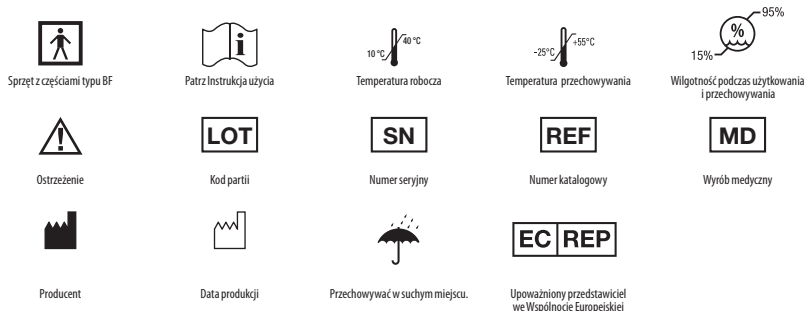 i
10 °C
40 °C
-25°C
+55°C
%
95%
15%
Sprzęt z częściami typu BF
Patrz Instrukcja użycia
Temperatura robocza
Temperatura przechowywania
Wilgotność podczas użytkowania
i przechowywania
!
LOT
SN
REF
MD
Ostrzeżenie
Kod partii
Numer seryjny
Numer katalogowy
Wyrób medyczny
EC REP
Producent
Data produkcji
Przechowywać w suchym miejscu.
Upoważniony przedstawiciel
we Wspólnocie Europejskiej